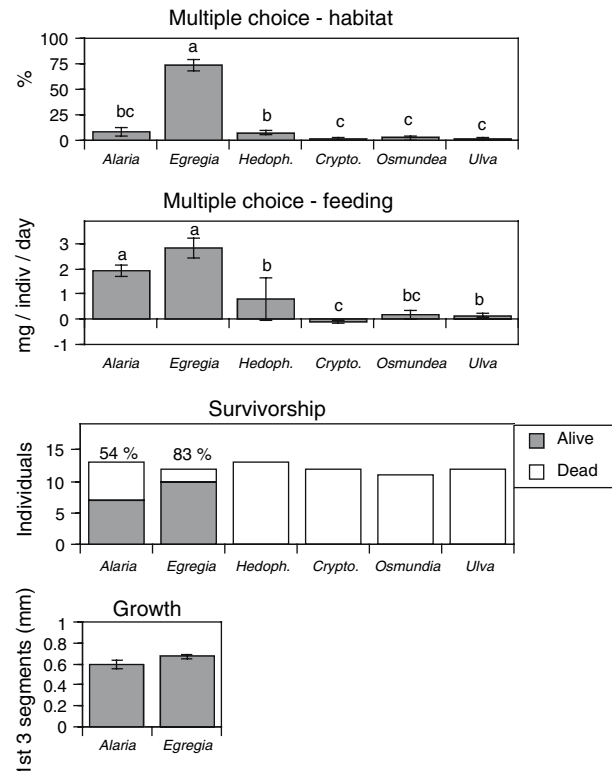 Multiple choice - habitat
%
100
75
50
25
0
bc
a
b
c
c
c
Alaria Egregia Hedoph. Crypto. Osmundea Ulva
Multiple choice - feeding
mg / indiv / day
3
2
1
0
-1
a
a
b
c
bc
b
Alaria Egregia Hedoph. Crypto. Osmundea Ulva
Survivorship
Individuals
15
10
5
0
54 %
83 %
Alive
Dead
Alaria Egregia Hedoph. Crypto. Osmundia Ulva
Growth
1st 3 segments (mm)
1
0.8
0.6
0.4
0.2
0
Alaria Egregia